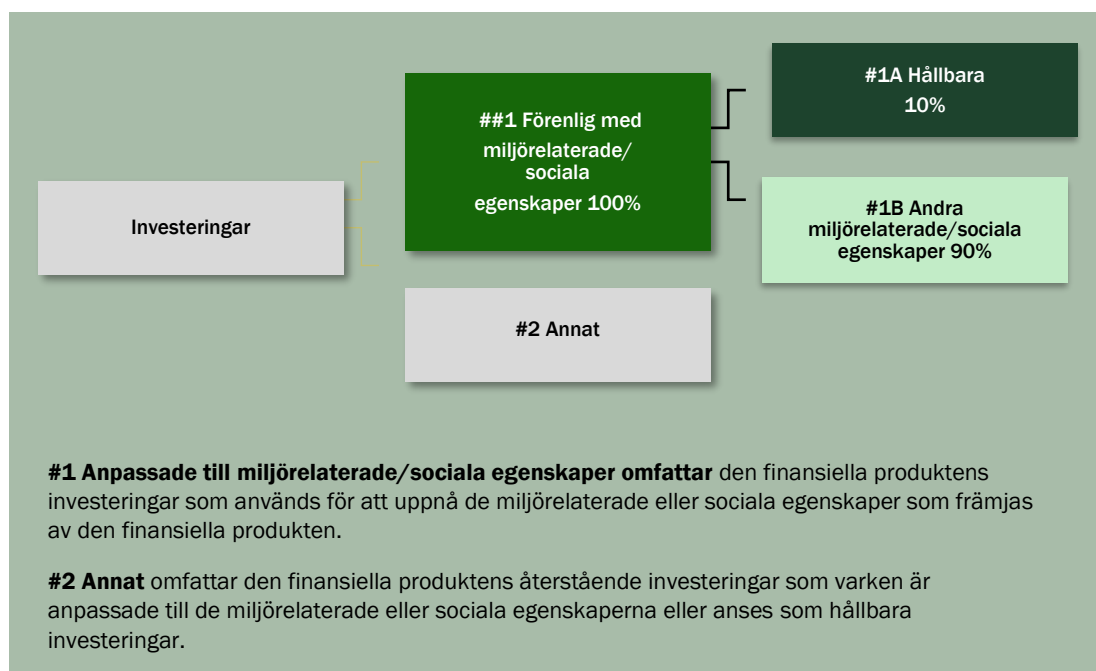 Investeringar
##1 Förenlig med
miljörelaterade/
sociala
egenskaper 100%
#1A Hållbara
10%
#1B Andra
miljörelaterade/sociala
egenskaper 90%
#2 Annat
#1 Anpassade till miljörelaterade/sociala egenskaper omfattar den finansiella produktens
investeringar som används för att uppnå de miljörelaterade eller sociala egenskaper som främjas
av den finansiella produkten.
#2 Annat omfattar den finansiella produktens återstående investeringar som varken är
anpassade till de miljörelaterade eller sociala egenskaperna eller anses som hållbara
investeringar.